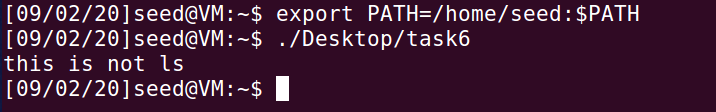 [09/02/20]seed@VM:~$ export PATH=/home/seed:$PATH
[09/02/20]seed@VM:~$ ./Desktop/task6
this is not ls
[09/02/20]seed@VM:~$